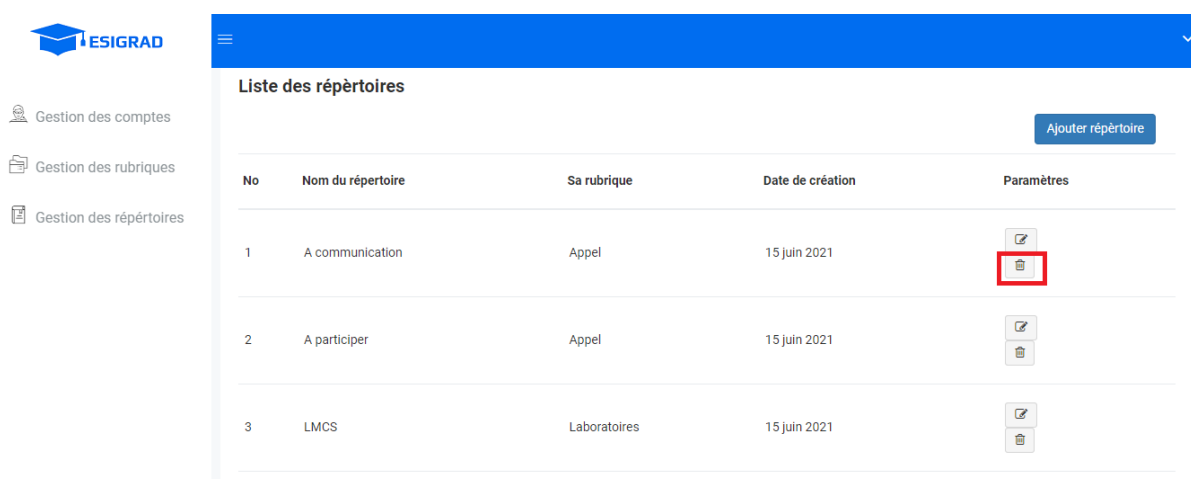 ESIGRAD
Liste des répèrtoires
Gestion des comptes
Ajouter répèrtoire
Gestion des rubriques
No Nom du répertoire Sa rubrique Date de création Paramètres
Gestion des répértoires
1 A communication Appel 15 juin 2021
2 A participer Appel 15 juin 2021
3 LMCS Laboratoires 15 juin 2021